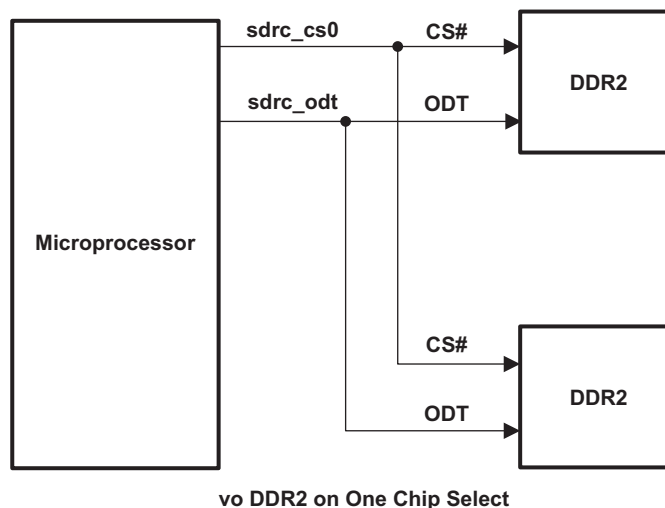 sdrc_cs0
CS#
DDR2
sdrc_odt
ODT
Microprocessor
CS#
DDR2
ODT
vo DDR2 on One Chip Select